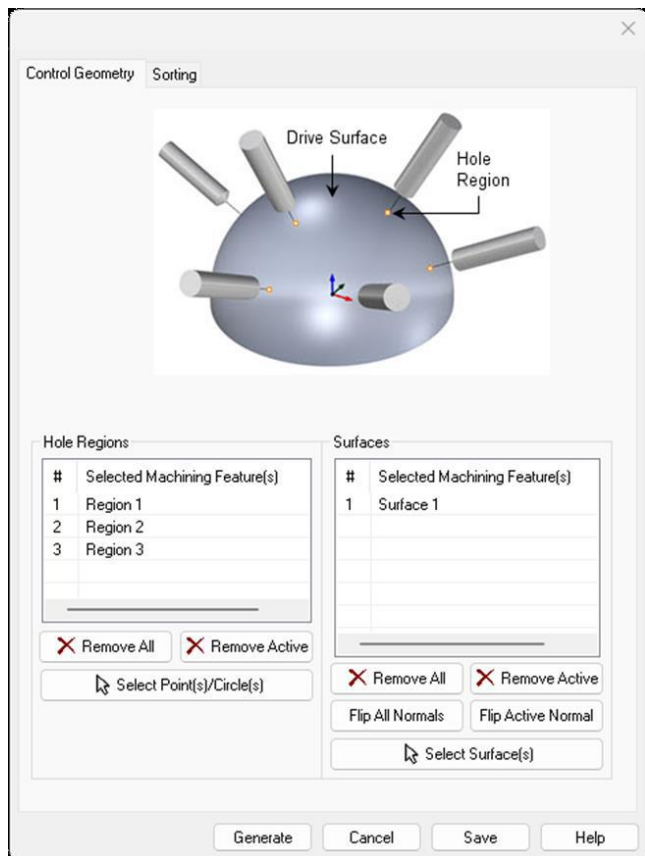 Control Geometry
Sorting
Drive Surface
Hole
Region
Hole Regions
# Selected Machining Feature(s)
1 Region 1
2 Region 2
3 Region 3
Remove All
Remove Active
Select Point(s)/Circle(s)
Surfaces
# Selected Machining Feature(s)
1 Surface 1
Remove All
Remove Active
Flip All Normals
Flip Active Normal
Select Surface(s)
Generate
Cancel
Save
Help